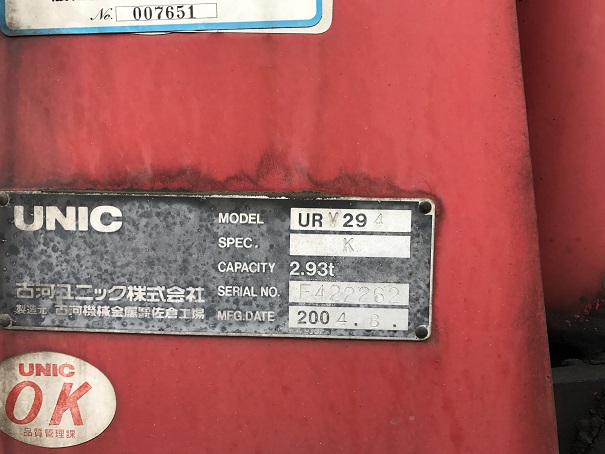 No. 007651
UNIC
MODEL URV294
SPEC. K
CAPACITY 2.93t
SERIAL NO. F422262
MFG.DATE 2004.8.
古河ユニック株式会社
製造元 古河機械金属㈱佐倉工場
UNIC
OK
品質管理課